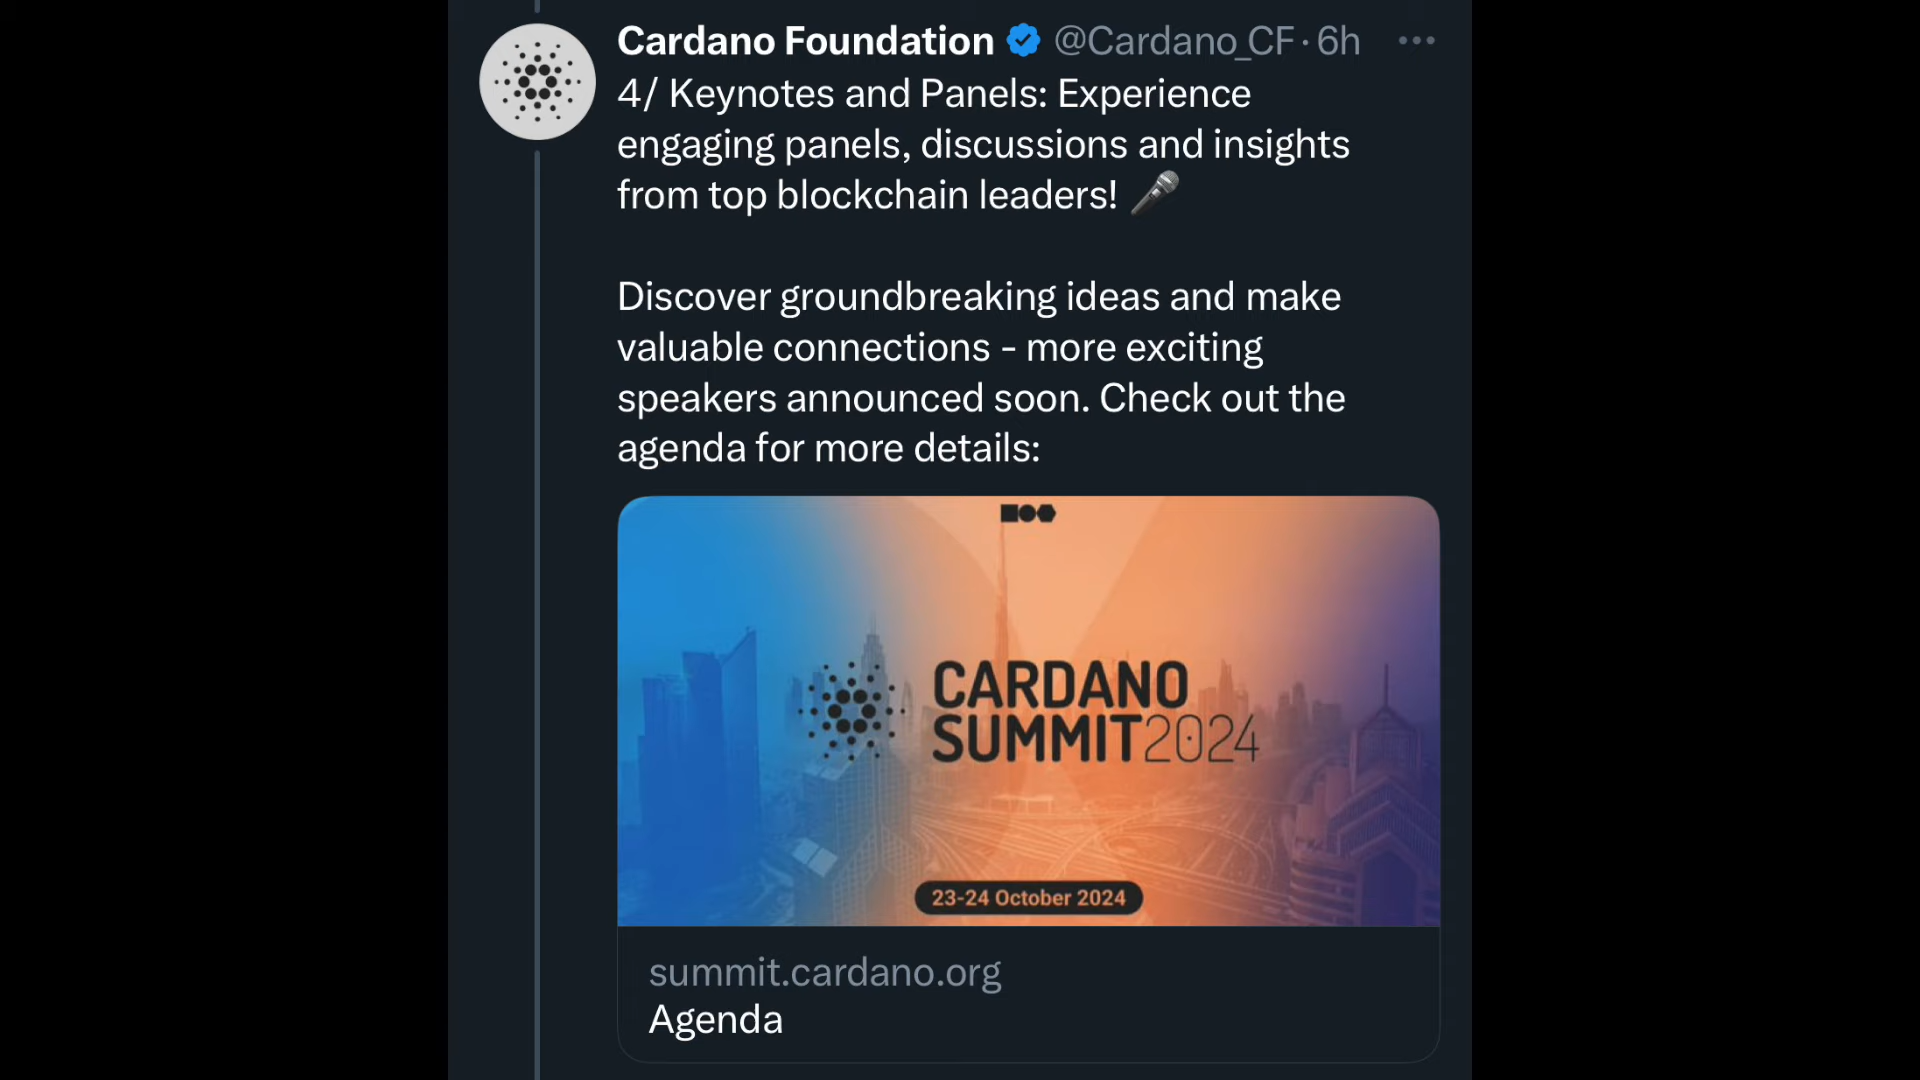 Cardano Foundation @Cardano_CF · 6h
4/ Keynotes and Panels: Experience
engaging panels, discussions and insights
from top blockchain leaders! 🎤
Discover groundbreaking ideas and make
valuable connections - more exciting
speakers announced soon. Check out the
agenda for more details:
CARDANO
SUMMIT2024
23-24 October 2024
summit.cardano.org
Agenda